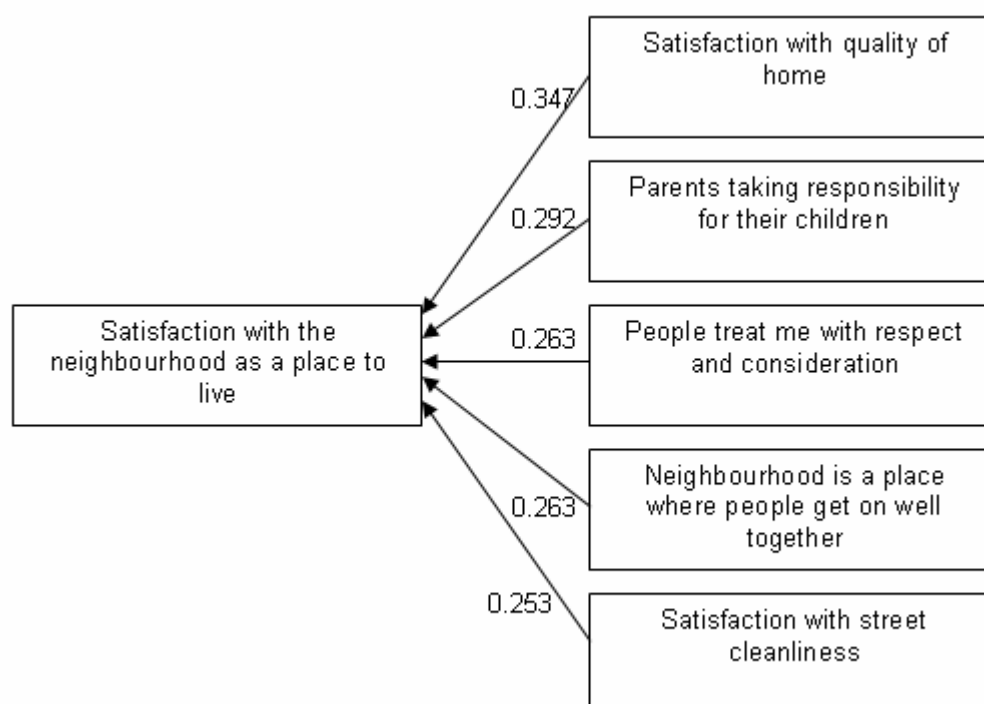 Satisfaction with quality of
home
0.347
Parents taking responsibility
for their children
0.292
People treat me with respect
and consideration
0.263
Satisfaction with the
neighbourhood as a place to
live
Neighbourhood is a place
where people get on well
together
0.263
Satisfaction with street
cleanliness
0.253